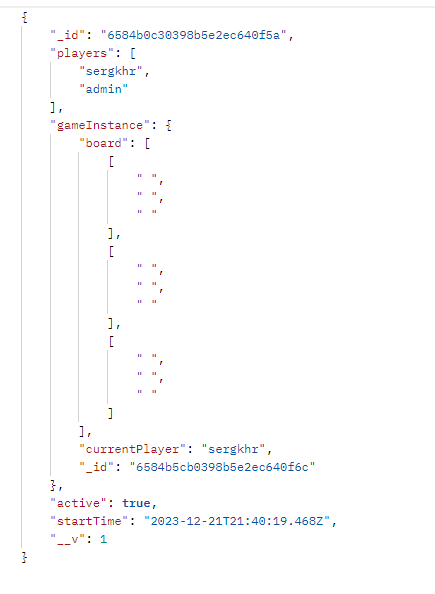 {
"_id": "6584b0c30398b5e2ec640f5a",
"players": [
"sergkhr",
"admin"
],
"gameInstance": {
"board": [
[
" ",
" ",
" "
],
[
" ",
" ",
" "
],
[
" ",
" ",
" "
]
],
"currentPlayer": "sergkhr",
"_id": "6584b5cb0398b5e2ec640f6c"
},
"active": true,
"startTime": "2023-12-21T21:40:19.468Z",
"__v": 1
}